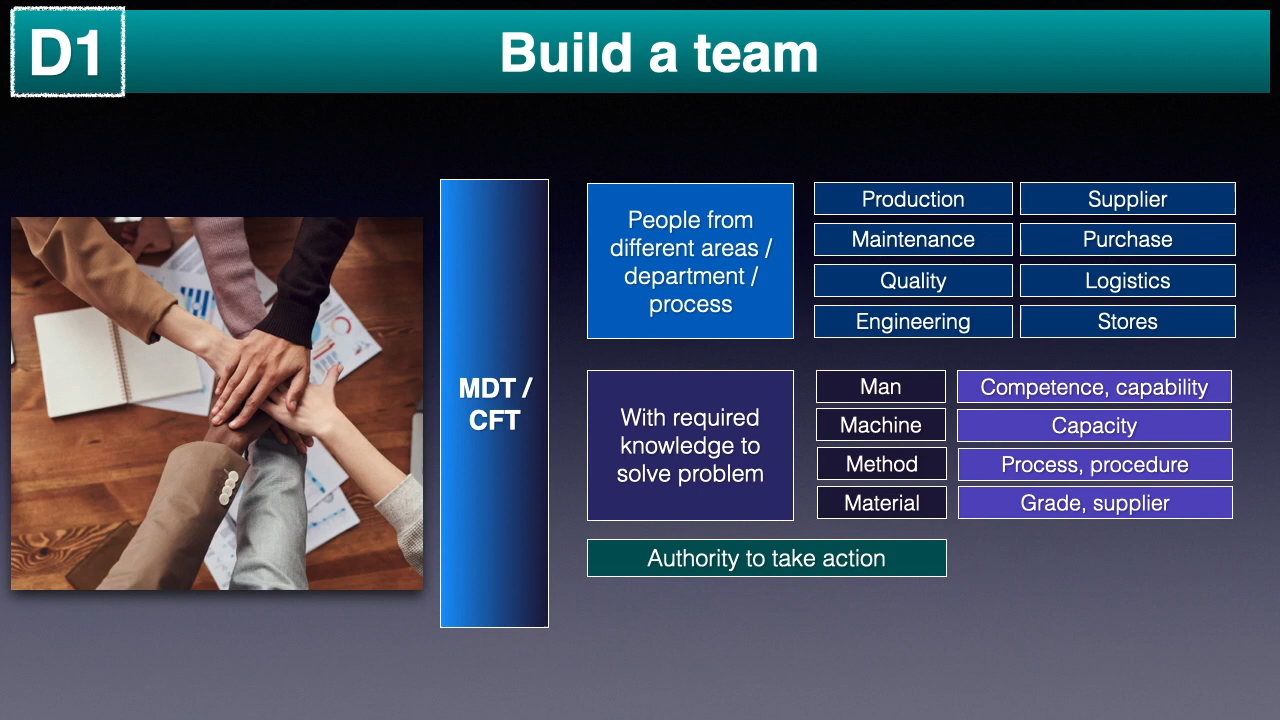 D1
Build a team
MDT /
CFT
People from
different areas /
department /
process
Production
Supplier
Maintenance
Purchase
Quality
Logistics
Engineering
Stores
With required
knowledge to
solve problem
Man
Competence, capability
Machine
Capacity
Method
Process, procedure
Material
Grade, supplier
Authority to take action